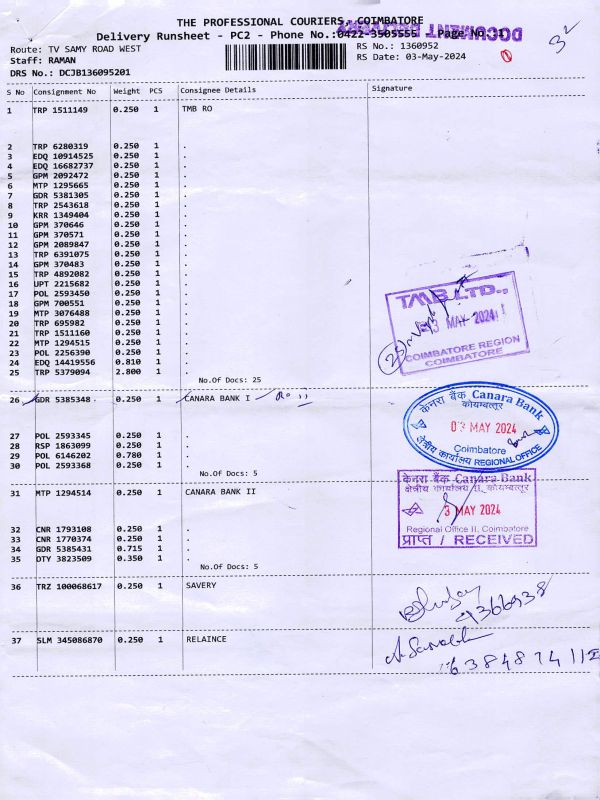 THE PROFESSIONAL COURIERS, COIMBATORE
Delivery Runsheet - PC2 - Phone No.:0422-3505555 - Page No. 1
DOCUMENT
Route: TV SAMY ROAD WEST
RS No.: 1360952
32
Staff: RAMAN
RS Date: 03-May-2024
DRS No.: DCJB136095201
S No Consignment No Weight PCS Consignee Details Signature
1 TRP 1511149 0.250 1 TMB RO
2 TRP 6280319 0.250 1 .
3 EDQ 10914525 0.250 1 .
4 EDQ 16682737 0.250 1 .
5 GPM 2092472 0.250 1 .
6 MTP 1295665 0.250 1 .
7 GDR 5381305 0.250 1 .
8 TRP 2543618 0.250 1 .
9 KRR 1349404 0.250 1 .
10 GPM 370646 0.250 1 .
11 GPM 370571 0.250 1 .
12 GPM 2089847 0.250 1 .
13 TRP 6391075 0.250 1 .
14 GPM 370483 0.250 1 .
15 TRP 4892082 0.250 1 .
16 UPT 2215682 0.250 1 .
17 POL 2593450 0.250 1 .
18 GPM 700551 0.250 1 .
19 MTP 3076488 0.250 1 .
20 TRP 695982 0.250 1 .
21 TRP 1511160 0.250 1 .
22 MTP 1294515 0.250 1 .
23 POL 2256390 0.250 1 .
24 EDQ 14419556 0.810 1 .
25 TRP 5379094 2.800 1 .
No.Of Docs: 25
TMB LTD.,
3 MAY 2024
COIMBATORE REGION
COIMBATORE
(25)
26 GDR 5385348 0.250 1 CANARA BANK I - Ro
27 POL 2593345 0.250 1 .
28 RSP 1863099 0.250 1 .
29 POL 6146202 0.780 1 .
30 POL 2593368 0.250 1 .
No.Of Docs: 5
केनरा बैंक Canara Bank
कोयम्बत्तूर
03 MAY 2024
Coimbatore
क्षेत्रीय कार्यालय REGIONAL OFFICE
31 MTP 1294514 0.250 1 CANARA BANK II
32 CNR 1793108 0.250 1 .
33 CNR 1770374 0.250 1 .
34 GDR 5385431 0.715 1 .
35 DTY 3823509 0.350 1 .
No.Of Docs: 5
केनरा बैंक Canara Bank
क्षेत्रीय कार्यालय II, कोयम्बत्तूर
3 MAY 2024
Regional Office II, Coimbatore
प्राप्त / RECEIVED
36 TRZ 100068617 0.250 1 SAVERY
37 SLM 345086870 0.250 1 RELAINCE